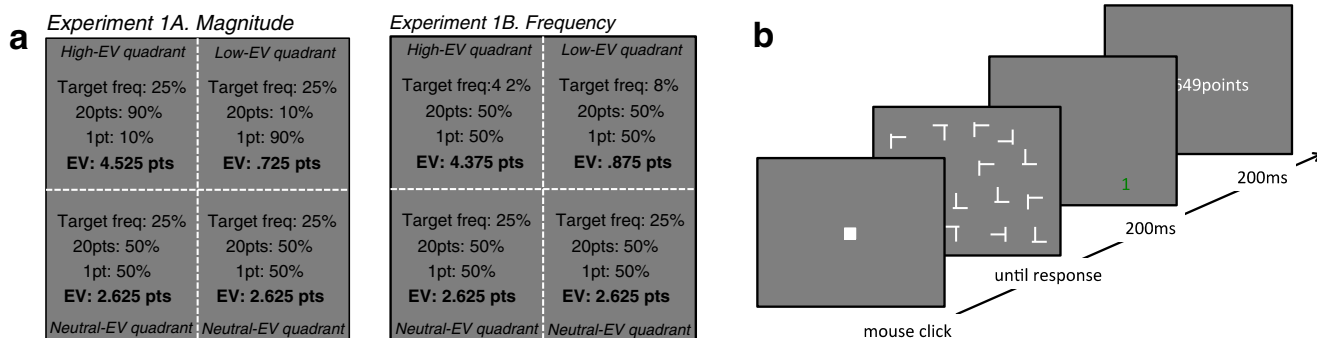 a
Experiment 1A. Magnitude
High-EV quadrant
Target freq: 25%
20pts: 90%
1pt: 10%
EV: 4.525 pts
Low-EV quadrant
Target freq: 25%
20pts: 10%
1pt: 90%
EV: .725 pts
Target freq: 25%
20pts: 50%
1pt: 50%
EV: 2.625 pts
Neutral-EV quadrant
Target freq: 25%
20pts: 50%
1pt: 50%
EV: 2.625 pts
Neutral-EV quadrant
Experiment 1B. Frequency
High-EV quadrant
Target freq:4 2%
20pts: 50%
1pt: 50%
EV: 4.375 pts
Low-EV quadrant
Target freq: 8%
20pts: 50%
1pt: 50%
EV: .875 pts
Target freq: 25%
20pts: 50%
1pt: 50%
EV: 2.625 pts
Neutral-EV quadrant
Target freq: 25%
20pts: 50%
1pt: 50%
EV: 2.625 pts
Neutral-EV quadrant
b
mouse click
until response
1
200ms
649points
200ms